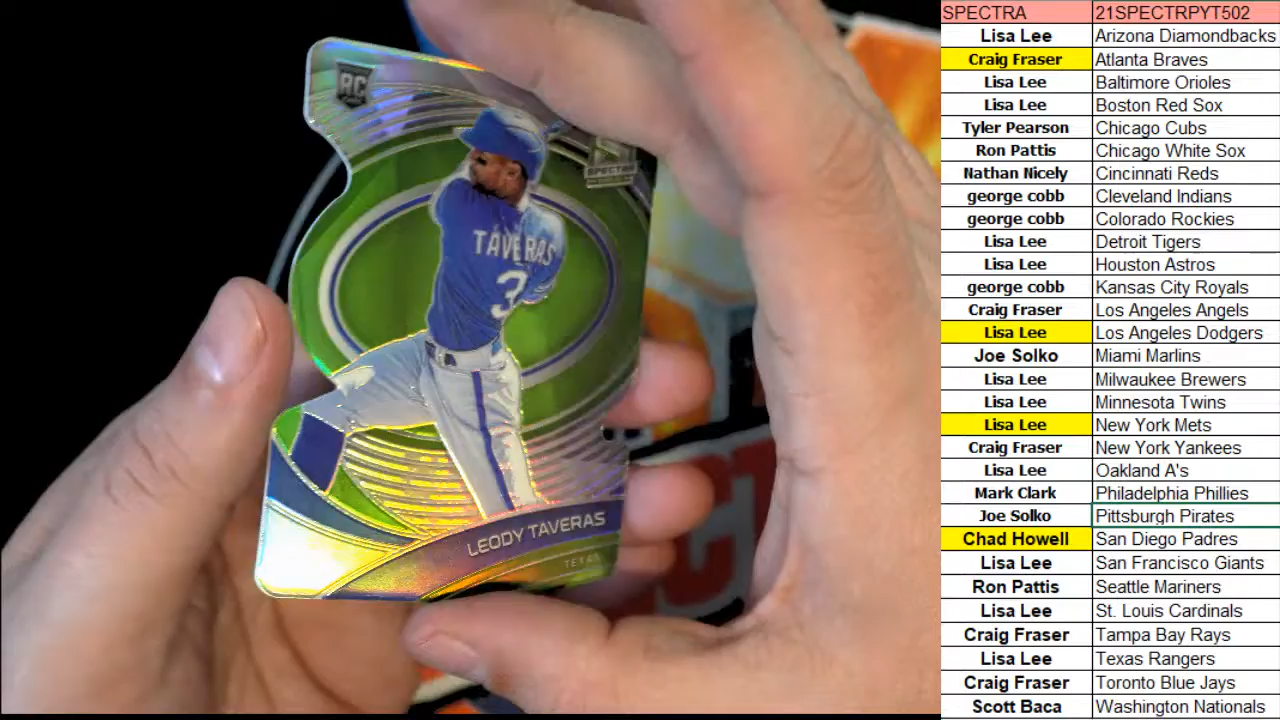 RC
SPECTRA
TAVERAS
3
LEODY TAVERAS
TEXAS
SPECTRA 21SPECTRPYT502
Lisa Lee Arizona Diamondbacks
Craig Fraser Atlanta Braves
Lisa Lee Baltimore Orioles
Lisa Lee Boston Red Sox
Tyler Pearson Chicago Cubs
Ron Pattis Chicago White Sox
Nathan Nicely Cincinnati Reds
george cobb Cleveland Indians
george cobb Colorado Rockies
Lisa Lee Detroit Tigers
Lisa Lee Houston Astros
george cobb Kansas City Royals
Craig Fraser Los Angeles Angels
Lisa Lee Los Angeles Dodgers
Joe Solko Miami Marlins
Lisa Lee Milwaukee Brewers
Lisa Lee Minnesota Twins
Lisa Lee New York Mets
Craig Fraser New York Yankees
Lisa Lee Oakland A's
Mark Clark Philadelphia Phillies
Joe Solko Pittsburgh Pirates
Chad Howell San Diego Padres
Lisa Lee San Francisco Giants
Ron Pattis Seattle Mariners
Lisa Lee St. Louis Cardinals
Craig Fraser Tampa Bay Rays
Lisa Lee Texas Rangers
Craig Fraser Toronto Blue Jays
Scott Baca Washington Nationals